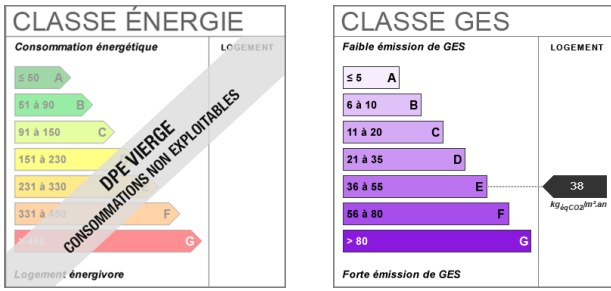 CLASSE ÉNERGIE
Consommation énergétique
LOGEMENT
≤ 50 A
51 à 90 B
91 à 150 C
151 à 230
231 à 330 E
331 à 450 F
> 450 G
Logement énergivore
DPE VIERGE
CONSOMMATIONS NON EXPLOITABLES
CLASSE GES
Faible émission de GES
LOGEMENT
≤ 5 A
6 à 10 B
11 à 20 C
21 à 35 D
36 à 55 E
38
kgéqCO2/m².an
56 à 80 F
> 80 G
Forte émission de GES